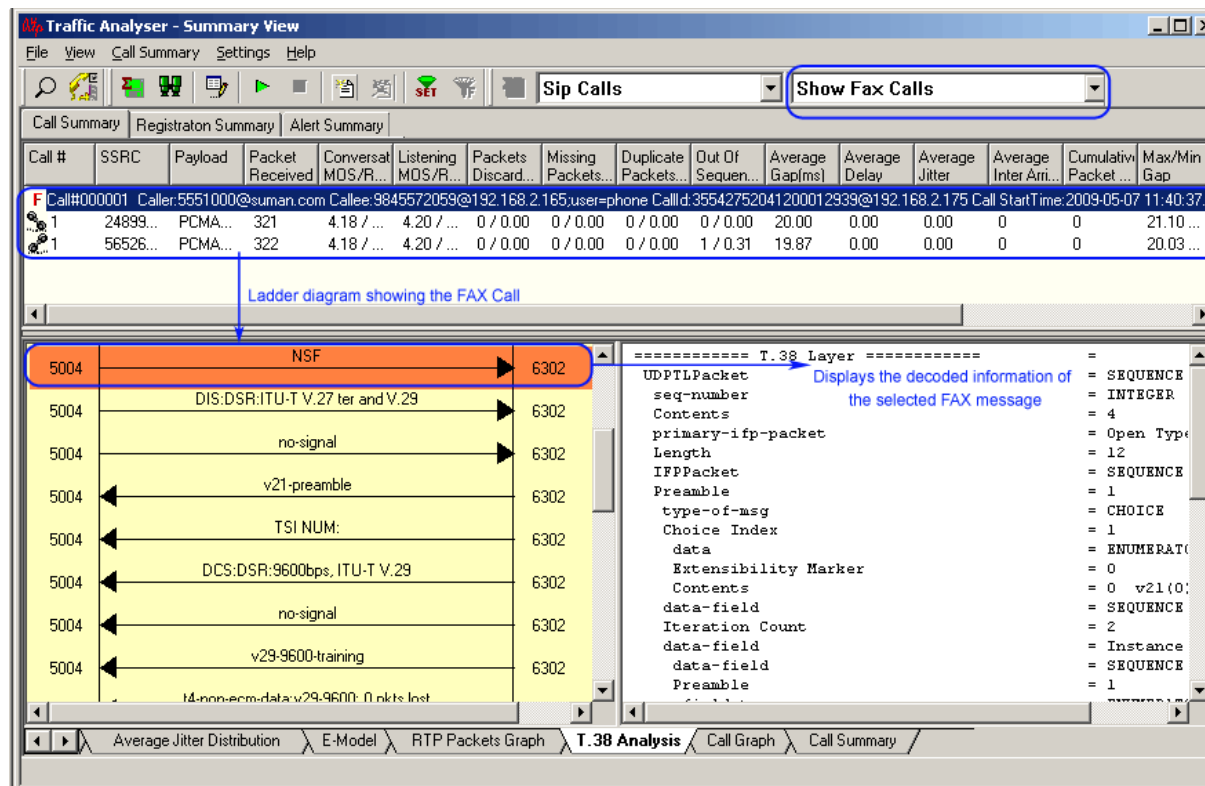 Traffic Analyser - Summary View
File View Call Summary Settings Help
SET Sip Calls Show Fax Calls
Call Summary Registraton Summary Alert Summary
Call # SSRC Payload Packet Received Conversat MOS/R... Listening MOS/R... Packets Discard... Missing Packets... Duplicate Packets... Out Of Sequen... Average Gap(ms) Average Delay Average Jitter Average Inter Arri... Cumulativ Packet ... Max/Min Gap
F Call#000001 Caller:5551000@suman.com Callee:9845572059@192.168.2.165;user=phone CallId:35542752041200012939@192.168.2.175 Call StartTime:2009-05-07 11:40:37.
1 24899... PCMA... 321 4.18 / ... 4.20 / ... 0 / 0.00 0 / 0.00 0 / 0.00 0 / 0.00 20.00 0.00 0.00 0 0 21.10 ...
1 56526... PCMA... 322 4.18 / ... 4.20 / ... 0 / 0.00 0 / 0.00 0 / 0.00 1 / 0.31 19.87 0.00 0.00 0 0 20.03 ...
Ladder diagram showing the FAX Call
5004 NSF 6302
5004 DIS:DSR:ITU-T V.27 ter and V.29 6302
5004 no-signal 6302
5004 v21-preamble 6302
5004 TSI NUM: 6302
5004 DCS:DSR:9600bps, ITU-T V.29 6302
5004 no-signal 6302
5004 v29-9600-training 6302
t4-non-ecm-data:v29-9600: 0 pkts lost
============ T.38 Layer ============ =
UDPTLPacket = SEQUENCE
Displays the decoded information of
the selected FAX message
seq-number = INTEGER
Contents = 4
primary-ifp-packet = Open Type
Length = 12
IFPPacket = SEQUENCE
Preamble = 1
type-of-msg = CHOICE
Choice Index = 1
data = ENUMERAT
Extensibility Marker = 0
Contents = 0 v21(0)
data-field = SEQUENCE
Iteration Count = 2
data-field = Instance
data-field = SEQUENCE
Preamble = 1
Average Jitter Distribution E-Model RTP Packets Graph T.38 Analysis Call Graph Call Summary